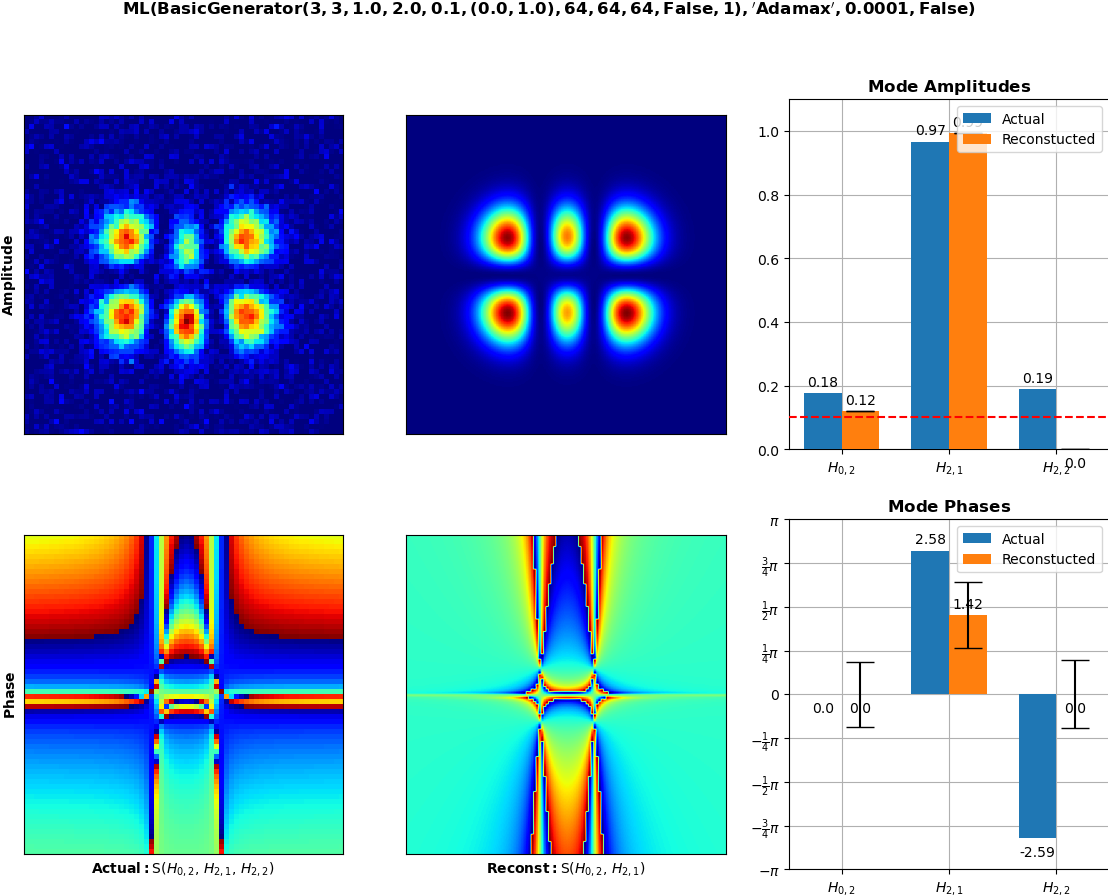 ML(BasicGenerator(3, 3, 1.0, 2.0, 0.1, (0.0, 1.0), 64, 64, 64, False, 1), 'Adamax', 0.0001, False)
Mode Amplitudes
Amplitude
1.0
0.8
0.6
0.4
0.2
0.0
Actual
Reconstucted
0.97
0.18
0.12
0.19
0.0
H0, 2
H2, 1
H2, 2
Mode Phases
Phase
π
3/4π
1/2π
1/4π
0
−1/4π
−1/2π
−3/4π
−π
Actual
Reconstucted
2.58
1.42
0.0
0.0
0.0
-2.59
H0, 2
H2, 1
H2, 2
Actual: S(H0, 2, H2, 1, H2, 2)
Reconst: S(H0, 2, H2, 1)